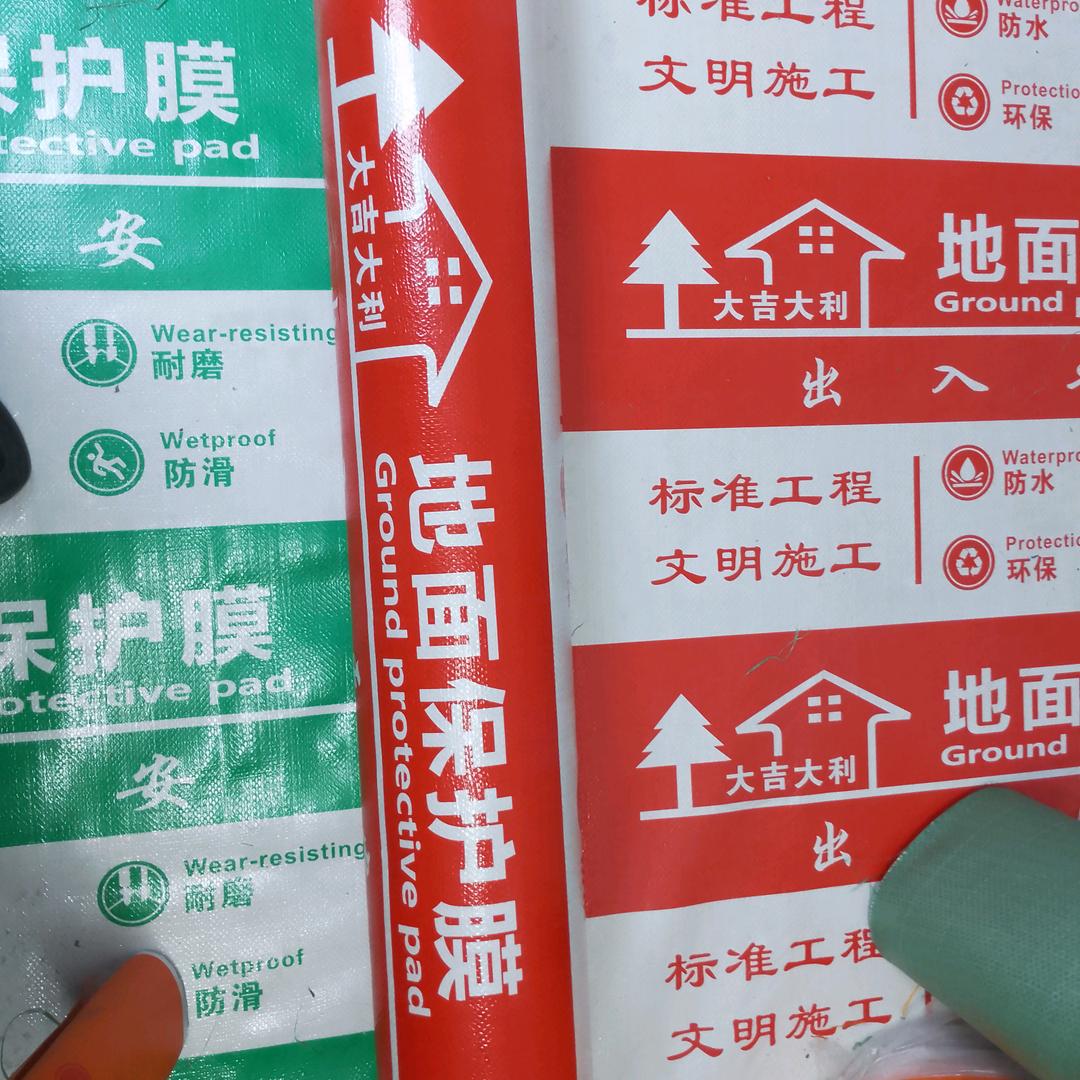 保护膜
tective pad
安
Wear-resisting
耐磨
Wetproof
防滑
保护膜
otective pad
安
Wear-resisting
耐磨
Wetproof
防滑
大吉大利
地面保护膜
Ground protective pad
标准工程
文明施工
防水
Protectio
环保
大吉大利
地面
Ground
出入
标准工程
文明施工
Waterpro
防水
Protectio
环保
大吉大利
地面
Ground
出
标准工程
文明施工